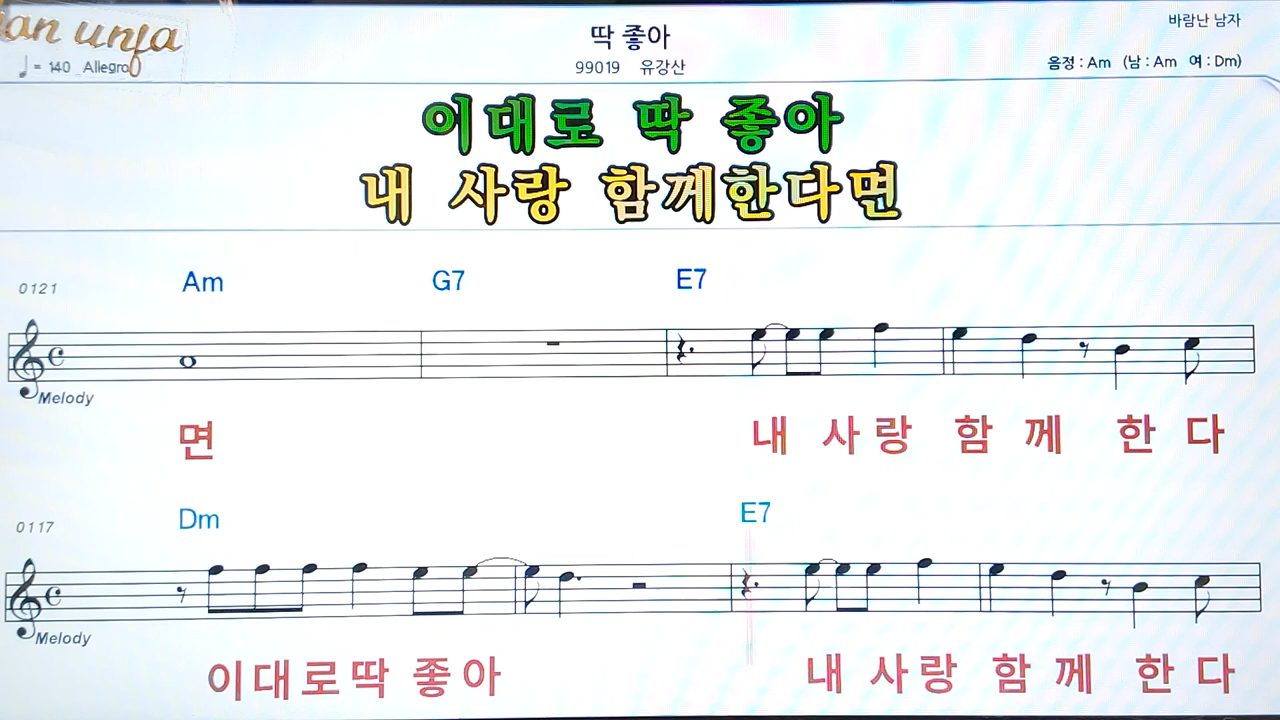 an unja
♩ = 140 Allegro
딱 좋아
99019 유강산
바람난 남자
음정 : Am (남 : Am 여 : Dm)
이대로 딱 좋아
내 사랑 함께한다면
0121 Am G7 E7
Melody
면 내 사랑 함께 한다
0117 Dm E7
Melody
이대로딱 좋아 내 사랑 함께 한다